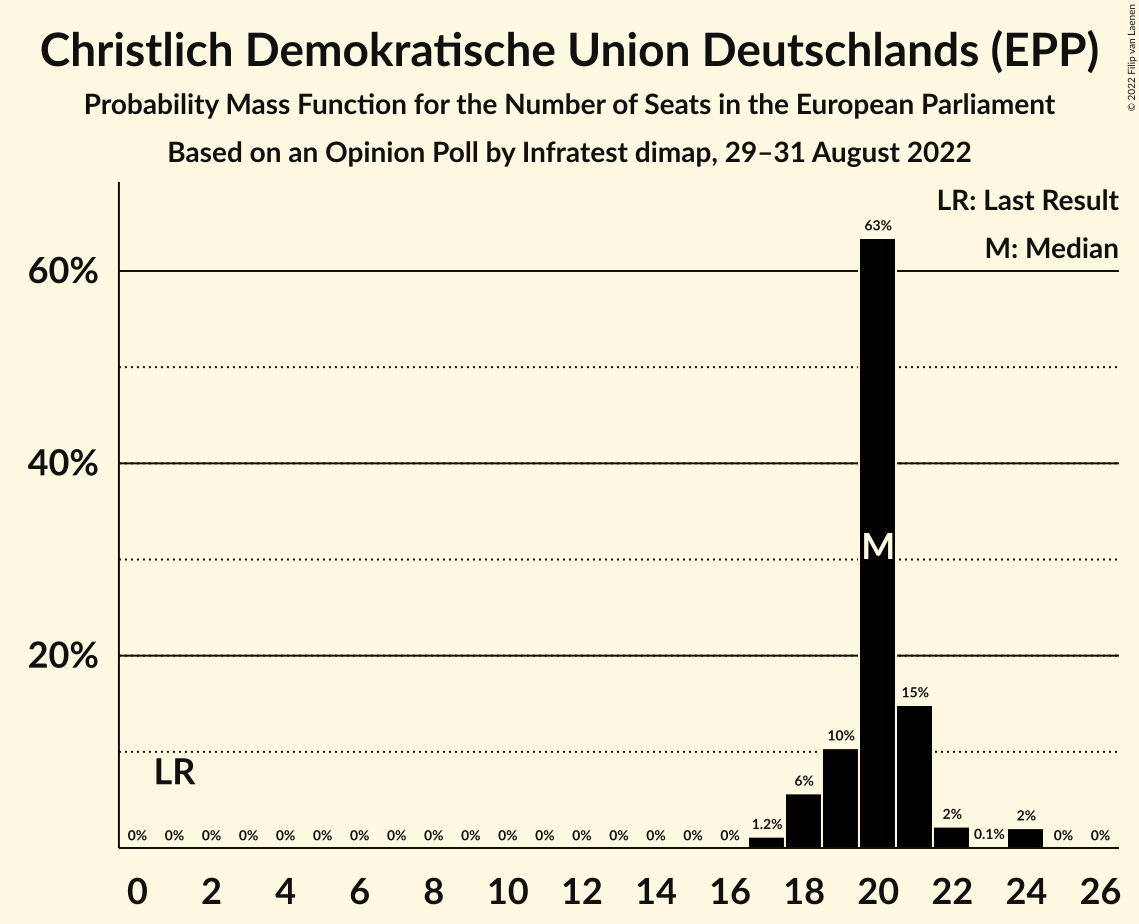 Christlich Demokratische Union Deutschlands (EPP)
Probability Mass Function for the Number of Seats in the European Parliament
Based on an Opinion Poll by Infratest dimap, 29–31 August 2022
© 2022 Filip van Laenen
LR: Last Result
M: Median
63%
60%
40%
M
20%
15%
10%
LR
6%
0% 0% 0% 0% 0% 0% 0% 0% 0% 0% 0% 0% 0% 0% 0% 0% 0% 1.2% 2% 0.1% 2% 0% 0%
0 2 4 6 8 10 12 14 16 18 20 22 24 26